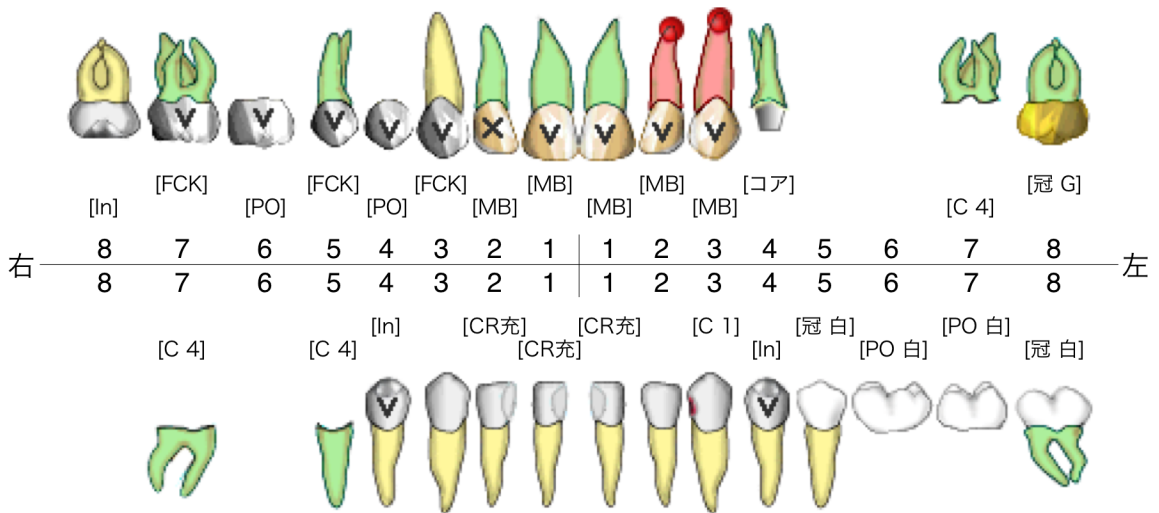 V V V V V X V V V V
[FCK] [FCK] [FCK] [MB] [MB] [コア] [冠 G]
[In] [PO] [PO] [MB] [MB] [MB] [C 4]
8 7 6 5 4 3 2 1 1 2 3 4 5 6 7 8
右 左
8 7 6 5 4 3 2 1 1 2 3 4 5 6 7 8
[In] [CR充] [CR充] [C 1] [冠 白] [PO 白]
[C 4] [C 4] [CR充] [In] [PO 白] [冠 白]
V V